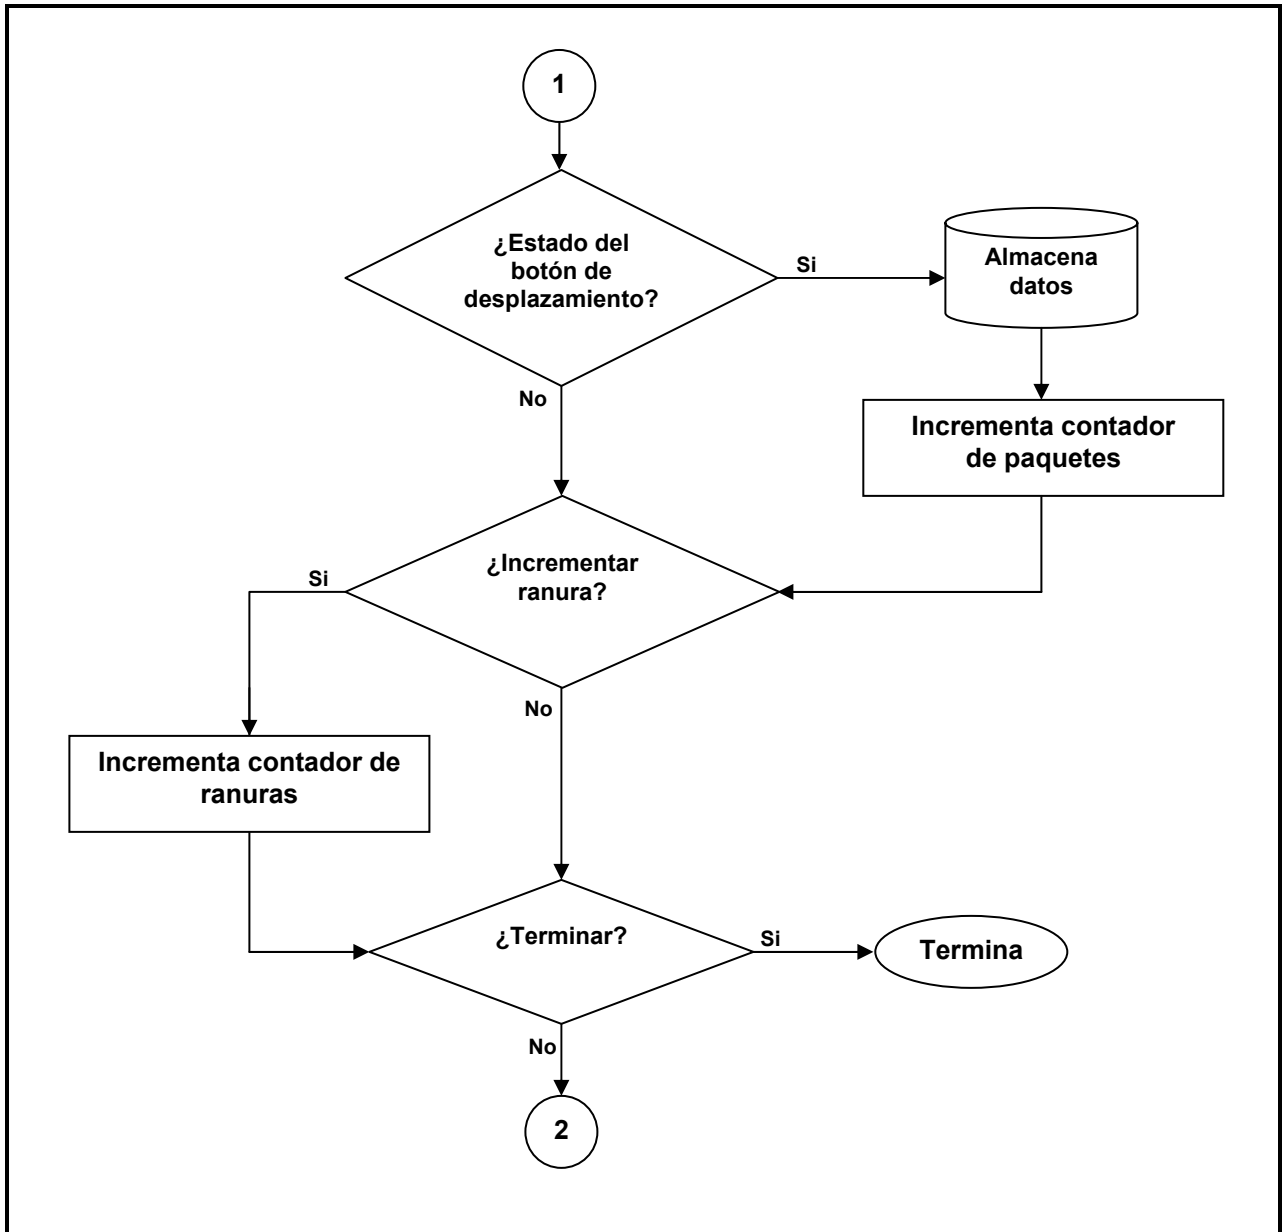 1
¿Estado del
botón de
desplazamiento?
Si
Almacena
datos
No
Incrementa contador
de paquetes
¿Incrementar
ranura?
Si
No
Incrementa contador de
ranuras
¿Terminar?
Si
Termina
No
2